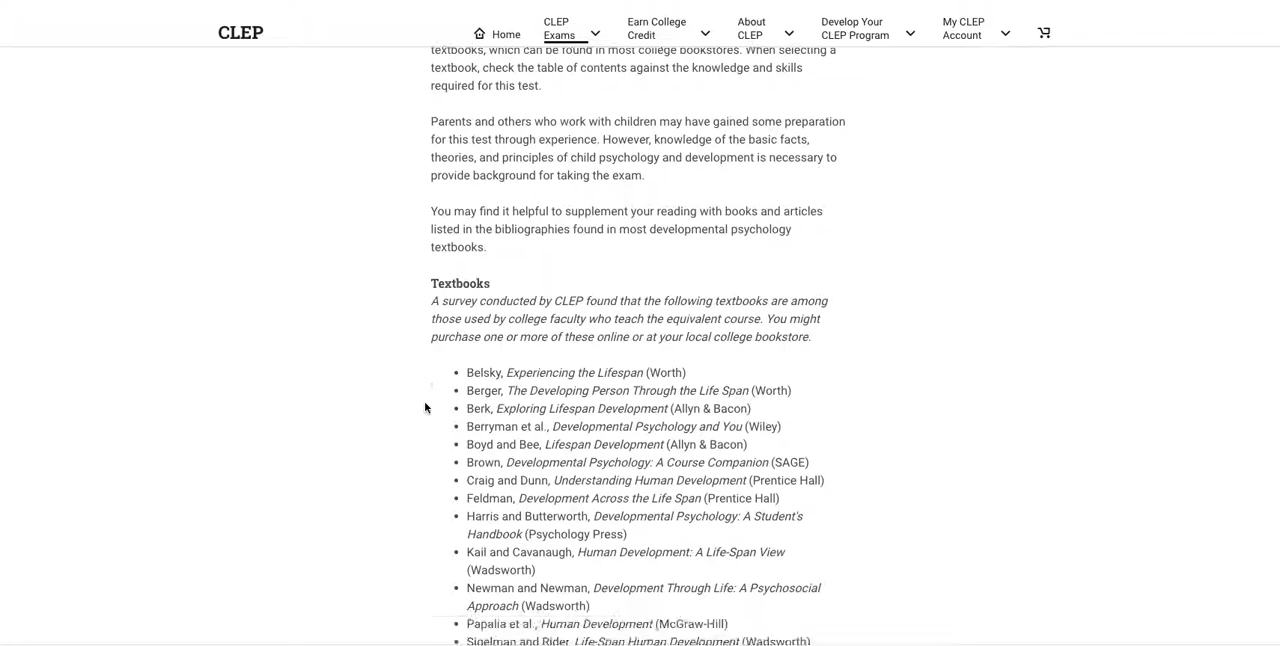 CLEP
Home
CLEP
Exams
Earn College
Credit
About
CLEP
Develop Your
CLEP Program
My CLEP
Account
textbooks, which can be found in most college bookstores. When selecting a
textbook, check the table of contents against the knowledge and skills
required for this test.
Parents and others who work with children may have gained some preparation
for this test through experience. However, knowledge of the basic facts,
theories, and principles of child psychology and development is necessary to
provide background for taking the exam.
You may find it helpful to supplement your reading with books and articles
listed in the bibliographies found in most developmental psychology
textbooks.
Textbooks
A survey conducted by CLEP found that the following textbooks are among
those used by college faculty who teach the equivalent course. You might
purchase one or more of these online or at your local college bookstore.
• Belsky, Experiencing the Lifespan (Worth)
• Berger, The Developing Person Through the Life Span (Worth)
• Berk, Exploring Lifespan Development (Allyn & Bacon)
• Berryman et al., Developmental Psychology and You (Wiley)
• Boyd and Bee, Lifespan Development (Allyn & Bacon)
• Brown, Developmental Psychology: A Course Companion (SAGE)
• Craig and Dunn, Understanding Human Development (Prentice Hall)
• Feldman, Development Across the Life Span (Prentice Hall)
• Harris and Butterworth, Developmental Psychology: A Student's
Handbook (Psychology Press)
• Kail and Cavanaugh, Human Development: A Life-Span View
(Wadsworth)
• Newman and Newman, Development Through Life: A Psychosocial
Approach (Wadsworth)
• Papalia et al., Human Development (McGraw-Hill)
• Sigelman and Rider, Life-Span Human Development (Wadsworth)